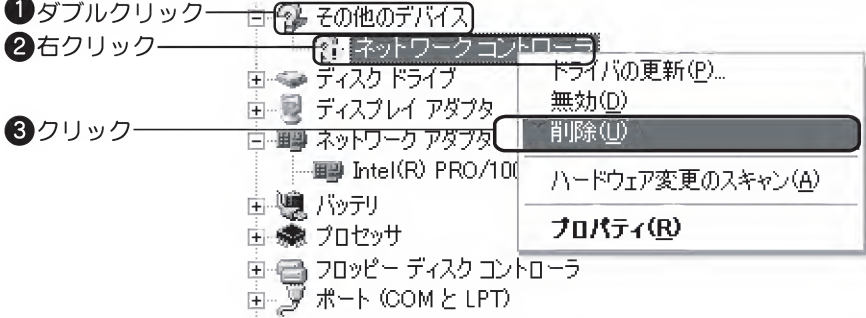 ❶ダブルクリック
その他のデバイス
❷右クリック
ネットワーク コントローラ
ディスク ドライブ
ディスプレイ アダプタ
❸クリック
ネットワーク アダプタ
Intel(R) PRO/100
バッテリ
プロセッサ
フロッピー ディスク コントローラ
ポート (COM と LPT)
ドライバの更新(P)...
無効(D)
削除(U)
ハードウェア変更のスキャン(A)
プロパティ(R)